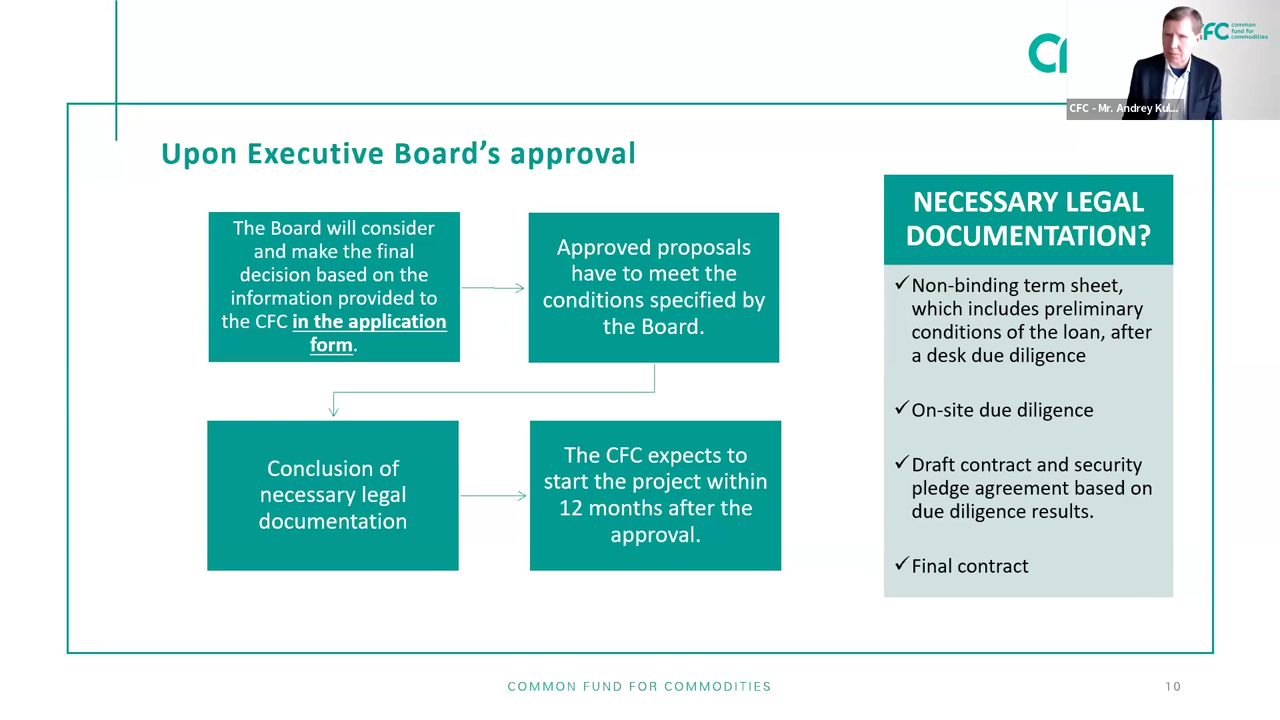 CFC
common
fund for
commodities
CFC - Mr. Andrey Kul...
Upon Executive Board's approval
The Board will consider
and make the final
decision based on the
information provided to
the CFC in the application
form.
Approved proposals
have to meet the
conditions specified by
the Board.
Conclusion of
necessary legal
documentation
The CFC expects to
start the project within
12 months after the
approval.
NECESSARY LEGAL
DOCUMENTATION?
✓Non-binding term sheet,
which includes preliminary
conditions of the loan, after
a desk due diligence
✓On-site due diligence
✓Draft contract and security
pledge agreement based on
due diligence results.
✓Final contract
COMMON FUND FOR COMMODITIES
10